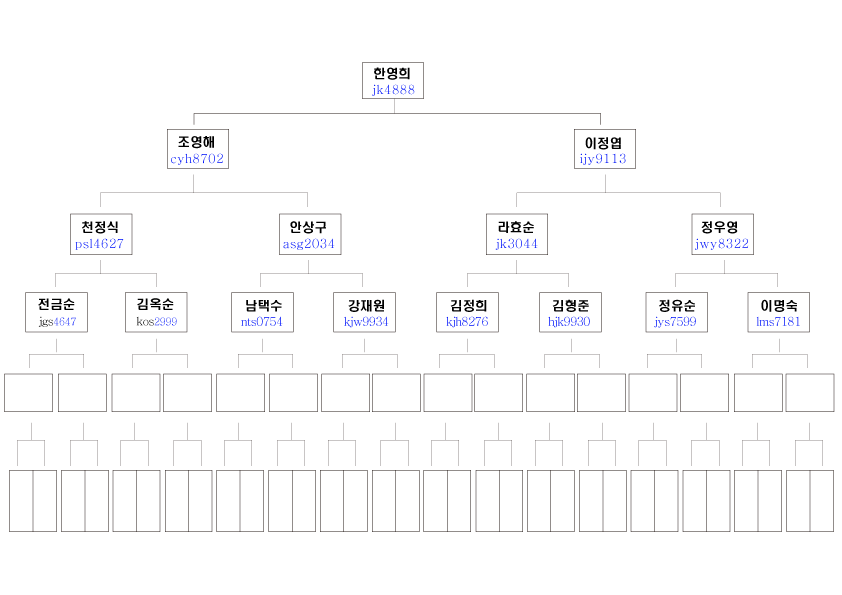 한영희
jk4888
조영해
cyh8702
이정엽
ijy9113
천정식
psl4627
안상구
asg2034
라효순
jk3044
정우영
jwy8322
전금순
jgs4647
김옥순
kos2999
남택수
nts0754
강재원
kjw9934
김정희
kjh8276
김형준
hjk9930
정유순
jys7599
이명숙
lms7181